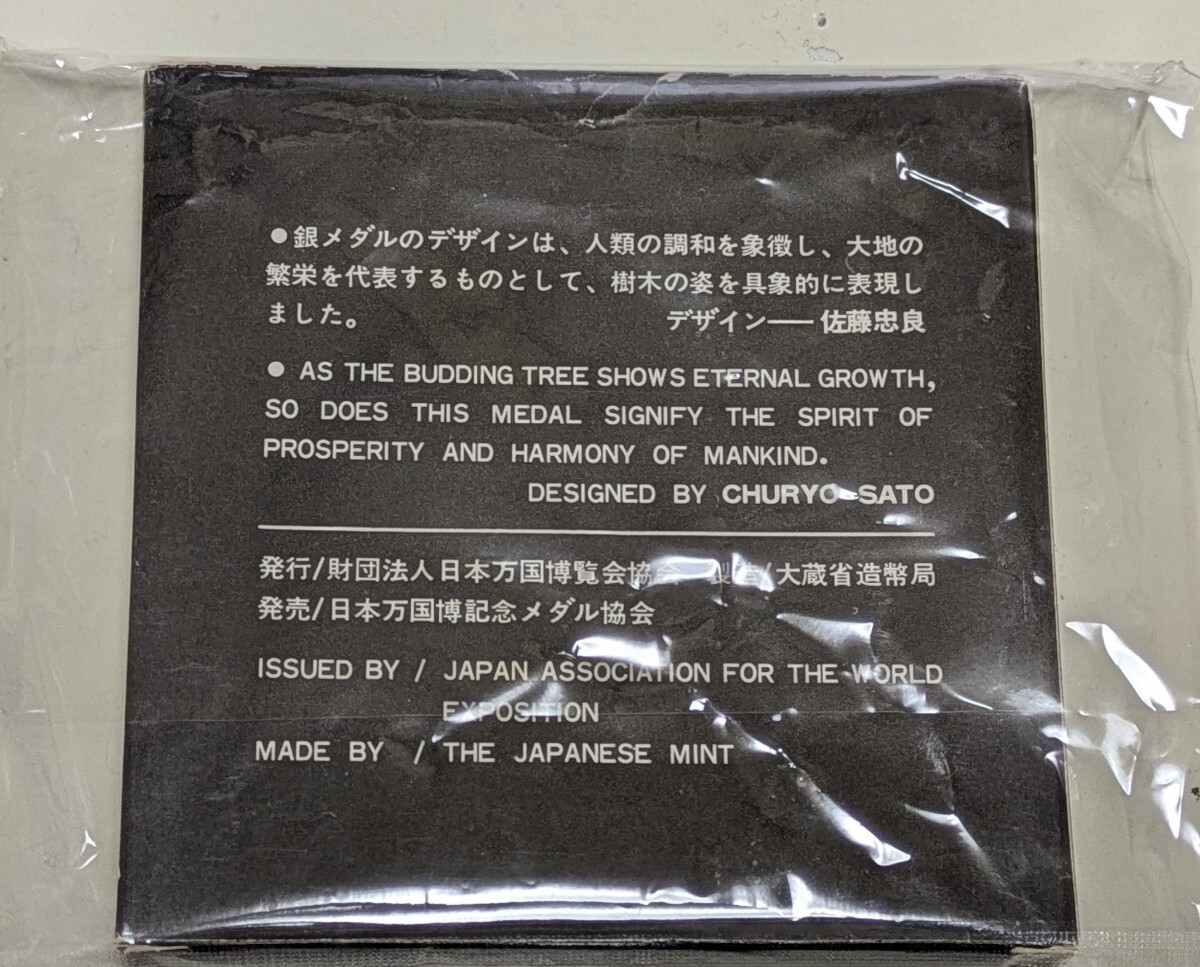 ●銀メダルのデザインは、人類の調和を象徴し、大地の
繁栄を代表するものとして、樹木の姿を具象的に表現し
ました。 デザイン──佐藤忠良
● AS THE BUDDING TREE SHOWS ETERNAL GROWTH,
SO DOES THIS MEDAL SIGNIFY THE SPIRIT OF
PROSPERITY AND HARMONY OF MANKIND.
DESIGNED BY CHURYO SATO
発行/財団法人日本万国博覧会協会 製造/大蔵省造幣局
発売/日本万国博記念メダル協会
ISSUED BY / JAPAN ASSOCIATION FOR THE WORLD
EXPOSITION
MADE BY / THE JAPANESE MINT